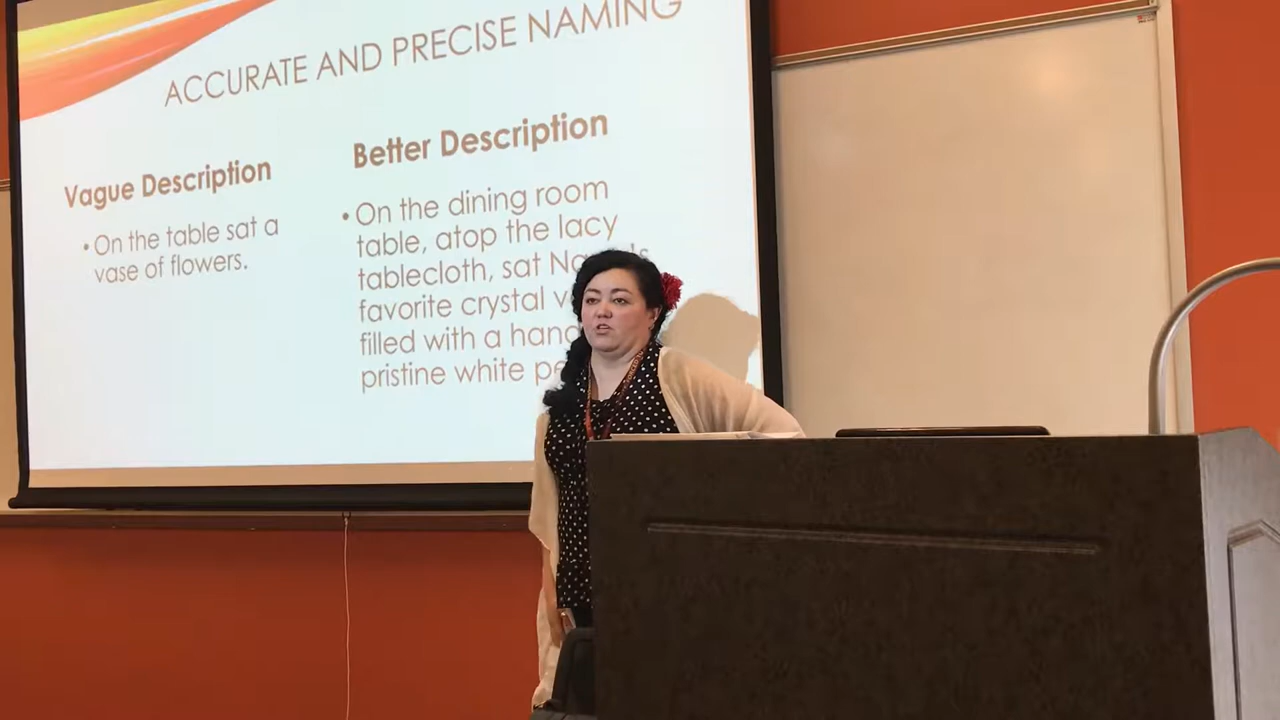 ACCURATE AND PRECISE NAMING
Vague Description
• On the table sat a
vase of flowers.
Better Description
• On the dining room
table, atop the lacy
tablecloth, sat
favorite crystal
filled with a
pristine white